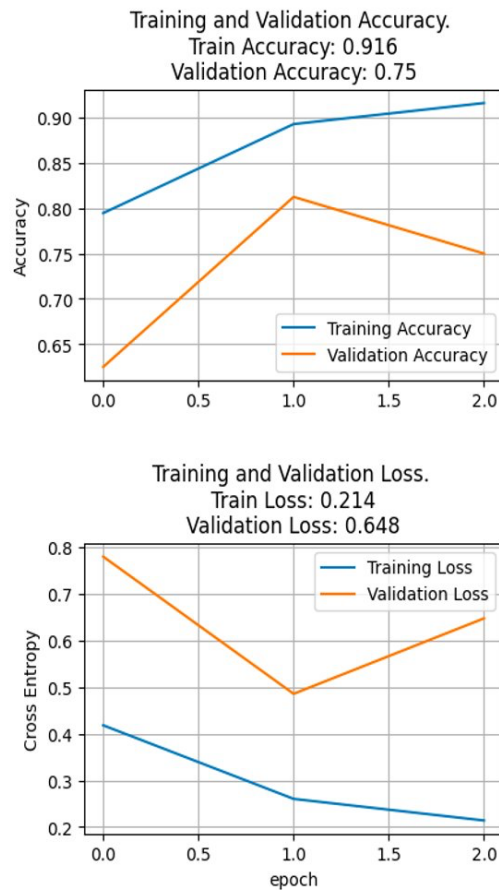 Training and Validation Accuracy.
Train Accuracy: 0.916
Validation Accuracy: 0.75
0.90
0.85
0.80
0.75
0.70
0.65
Accuracy
Training Accuracy
Validation Accuracy
0.0 0.5 1.0 1.5 2.0
Training and Validation Loss.
Train Loss: 0.214
Validation Loss: 0.648
0.8
0.7
0.6
0.5
0.4
0.3
0.2
Cross Entropy
Training Loss
Validation Loss
0.0 0.5 1.0 1.5 2.0
epoch